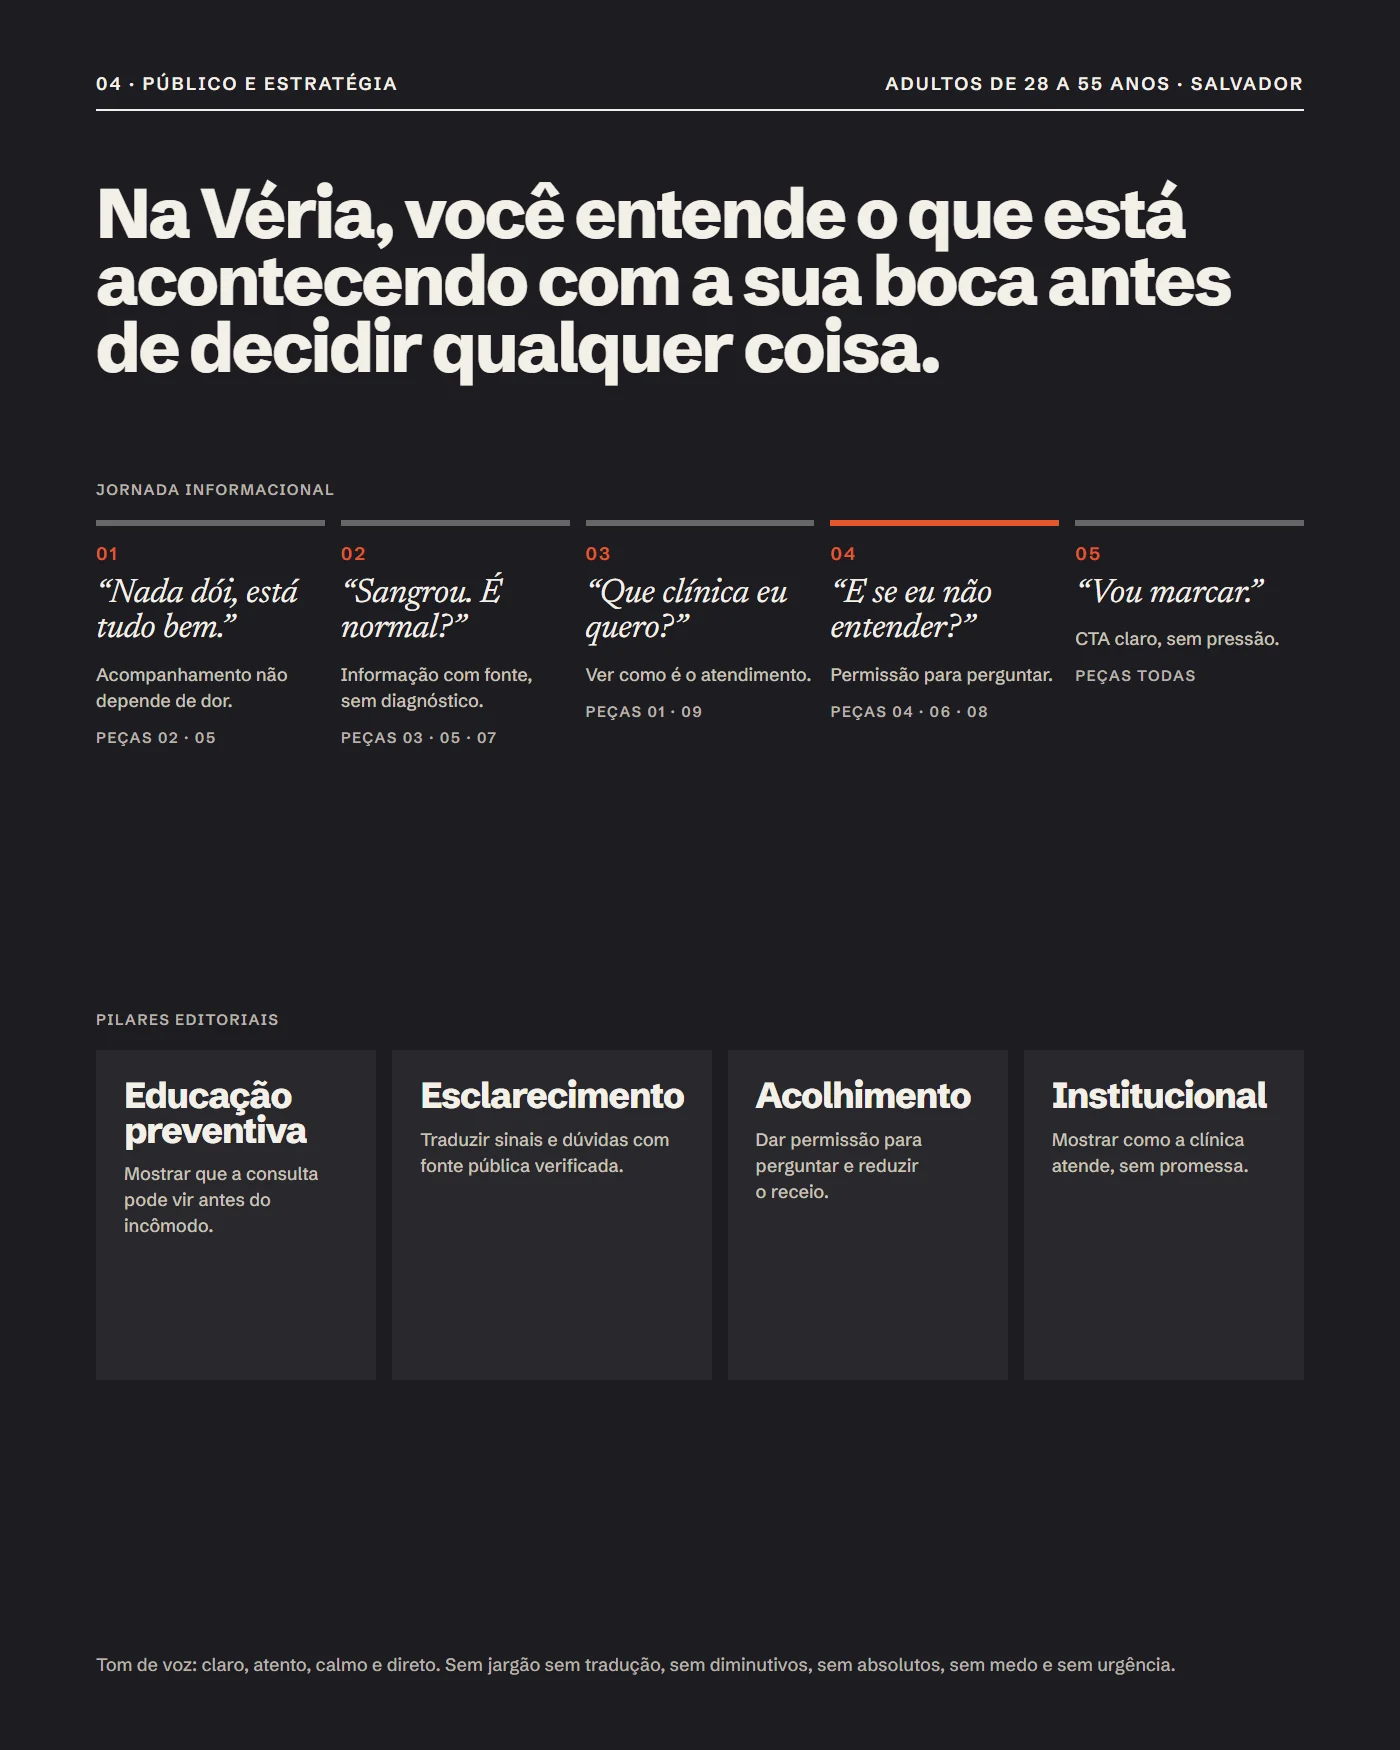 04 · PÚBLICO E ESTRATÉGIA
ADULTOS DE 28 A 55 ANOS · SALVADOR
Na Véria, você entende o que está
acontecendo com a sua boca antes
de decidir qualquer coisa.
JORNADA INFORMACIONAL
01
“Nada dói, está
tudo bem.”
Acompanhamento não
depende de dor.
PEÇAS 02 · 05
02
“Sangrou. É
normal?”
Informação com fonte,
sem diagnóstico.
PEÇAS 03 · 05 · 07
03
“Que clínica eu
quero?”
Ver como é o atendimento.
PEÇAS 01 · 09
04
“E se eu não
entender?”
Permissão para perguntar.
PEÇAS 04 · 06 · 08
05
“Vou marcar.”
CTA claro, sem pressão.
PEÇAS TODAS
PILARES EDITORIAIS
Educação
preventiva
Mostrar que a consulta
pode vir antes do
incômodo.
Esclarecimento
Traduzir sinais e dúvidas com
fonte pública verificada.
Acolhimento
Dar permissão para
perguntar e reduzir
o receio.
Institucional
Mostrar como a clínica
atende, sem promessa.
Tom de voz: claro, atento, calmo e direto. Sem jargão sem tradução, sem diminutivos, sem absolutos, sem medo e sem urgência.